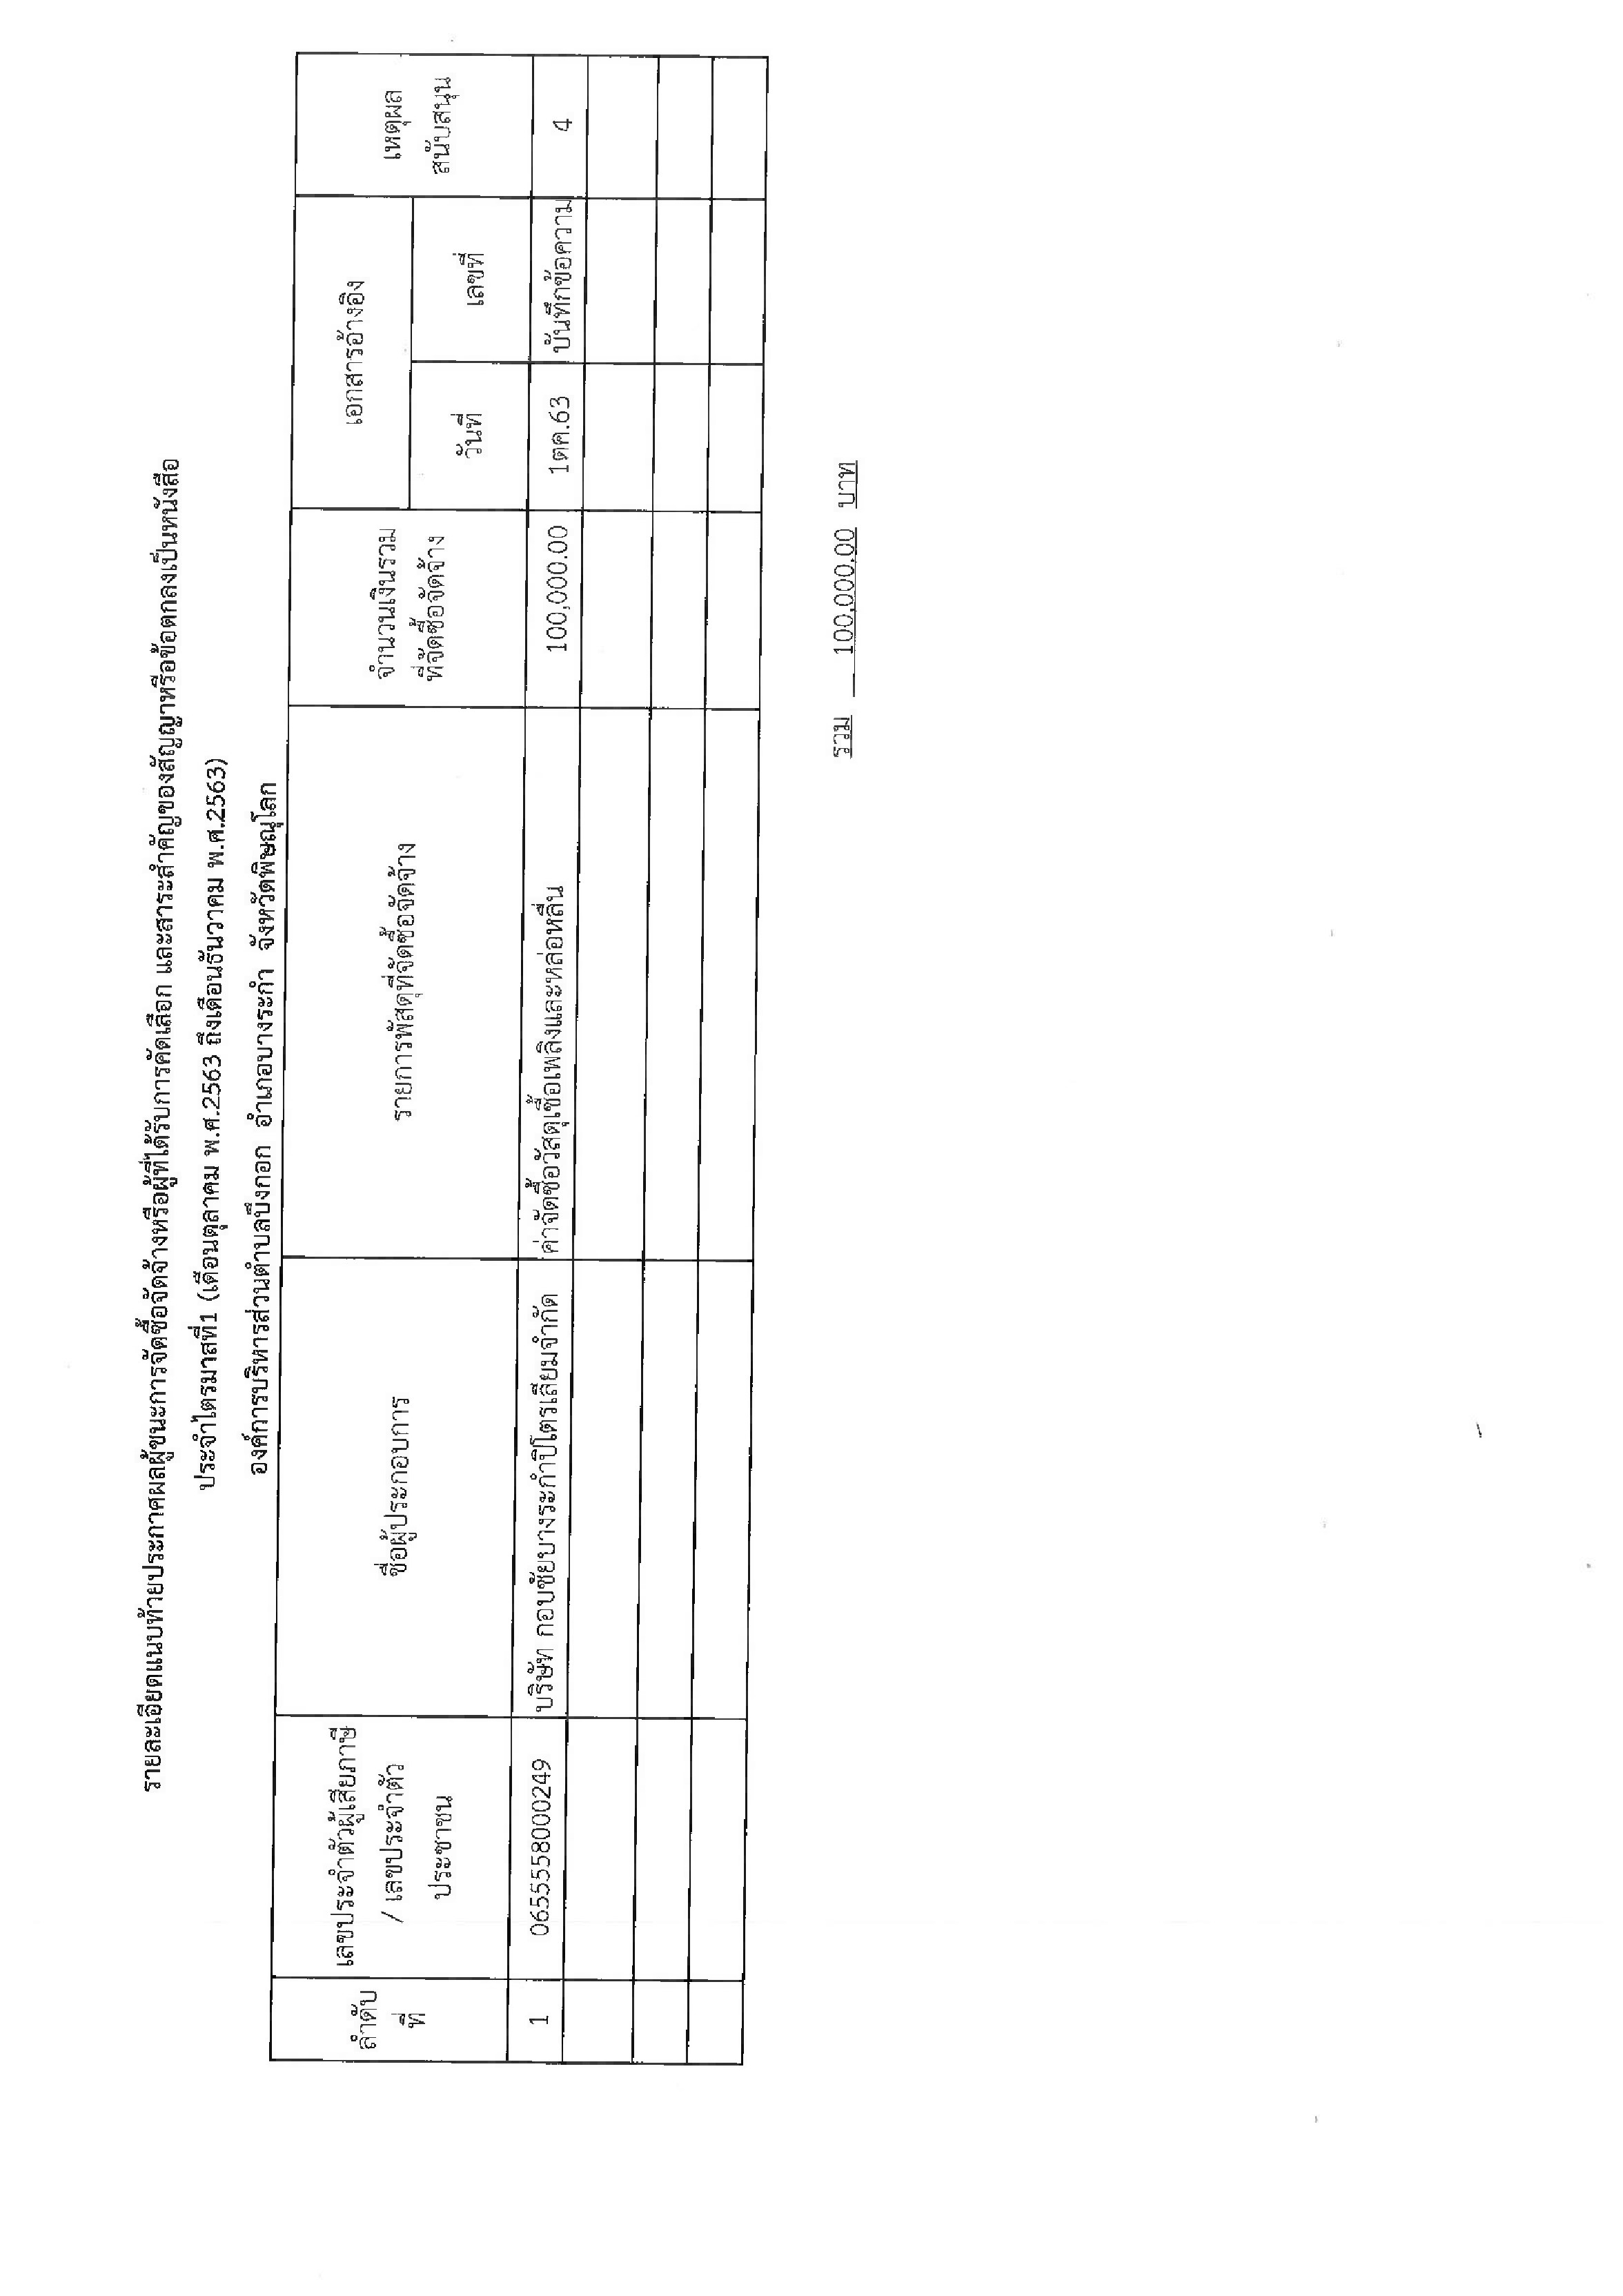 รายละเอียดแนบท้ายประกาศผลผู้ชนะการจัดซื้อจัดจ้างหรือผู้ที่ได้รับการคัดเลือก และสาระสำคัญของสัญญาหรือข้อตกลงเป็นหนังสือ
ประจำไตรมาสที่1 (เดือนตุลาคม พ.ศ.2563 ถึงเดือนธันวาคม พ.ศ.2563)
องค์การบริหารส่วนตำบลบึงกอก อำเภอบางระกำ จังหวัดพิษณุโลก
ลำดับ
ที่
เลขประจำตัวผู้เสียภาษี
/ เลขประจำตัว
ประชาชน
ชื่อผู้ประกอบการ
รายการพัสดุที่จัดซื้อจัดจ้าง
จำนวนเงินรวม
ที่จัดซื้อจัดจ้าง
เอกสารอ้างอิง
วันที่
เลขที่
เหตุผล
สนับสนุน
1 0655558000249 บริษัท กอบชัยบางระกำปิโตรเลียมจำกัด ค่าจัดซื้อวัสดุเชื้อเพลิงและหล่อหลื่น 100,000.00 1ตค.63 บันทึกข้อความ 4
รวม 100,000.00 บาท